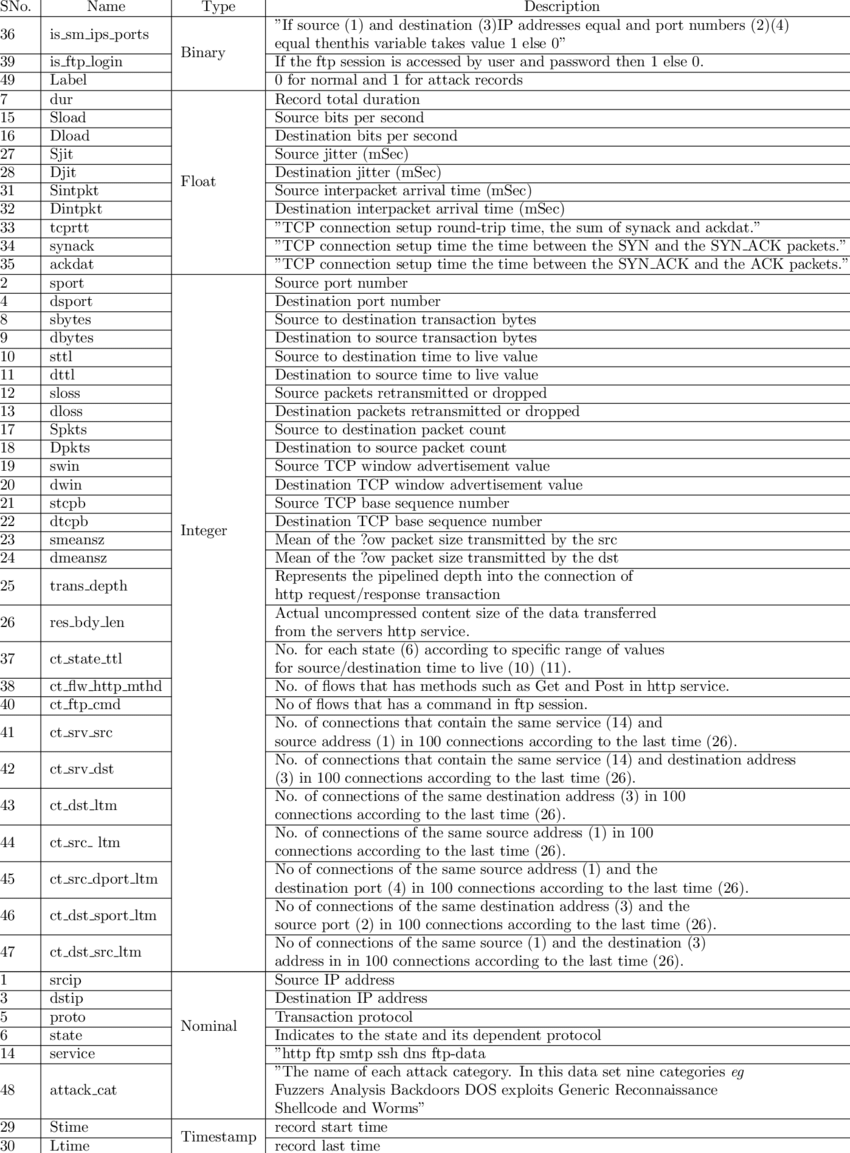 SNo. Name Type Description
36 is_sm_ips_ports Binary "If source (1) and destination (3)IP addresses equal and port numbers (2)(4)
equal thenthis variable takes value 1 else 0"
39 is_ftp_login If the ftp session is accessed by user and password then 1 else 0.
49 Label 0 for normal and 1 for attack records
7 dur Float Record total duration
15 Sload Source bits per second
16 Dload Destination bits per second
27 Sjit Source jitter (mSec)
28 Djit Destination jitter (mSec)
31 Sintpkt Source interpacket arrival time (mSec)
32 Dintpkt Destination interpacket arrival time (mSec)
33 tcprtt "TCP connection setup round-trip time, the sum of synack and ackdat."
34 synack "TCP connection setup time the time between the SYN and the SYN_ACK packets."
35 ackdat "TCP connection setup time the time between the SYN_ACK and the ACK packets."
2 sport Integer Source port number
4 dsport Destination port number
8 sbytes Source to destination transaction bytes
9 dbytes Destination to source transaction bytes
10 sttl Source to destination time to live value
11 dttl Destination to source time to live value
12 sloss Source packets retransmitted or dropped
13 dloss Destination packets retransmitted or dropped
17 Spkts Source to destination packet count
18 Dpkts Destination to source packet count
19 swin Source TCP window advertisement value
20 dwin Destination TCP window advertisement value
21 stcpb Source TCP base sequence number
22 dtcpb Destination TCP base sequence number
23 smeansz Mean of the ?ow packet size transmitted by the src
24 dmeansz Mean of the ?ow packet size transmitted by the dst
25 trans_depth Represents the pipelined depth into the connection of
http request/response transaction
26 res_bdy_len Actual uncompressed content size of the data transferred
from the servers http service.
37 ct_state_ttl No. for each state (6) according to specific range of values
for source/destination time to live (10) (11).
38 ct_flw_http_mthd No. of flows that has methods such as Get and Post in http service.
40 ct_ftp_cmd No of flows that has a command in ftp session.
41 ct_srv_src No. of connections that contain the same service (14) and
source address (1) in 100 connections according to the last time (26).
42 ct_srv_dst No. of connections that contain the same service (14) and destination address
(3) in 100 connections according to the last time (26).
43 ct_dst_ltm No. of connections of the same destination address (3) in 100
connections according to the last time (26).
44 ct_src_ ltm No. of connections of the same source address (1) in 100
connections according to the last time (26).
45 ct_src_dport_ltm No of connections of the same source address (1) and the
destination port (4) in 100 connections according to the last time (26).
46 ct_dst_sport_ltm No of connections of the same destination address (3) and the
source port (2) in 100 connections according to the last time (26).
47 ct_dst_src_ltm No of connections of the same source (1) and the destination (3)
address in in 100 connections according to the last time (26).
1 srcip Nominal Source IP address
3 dstip Destination IP address
5 proto Transaction protocol
6 state Indicates to the state and its dependent protocol
14 service "http ftp smtp ssh dns ftp-data
48 attack_cat "The name of each attack category. In this data set nine categories eg
Fuzzers Analysis Backdoors DOS exploits Generic Reconnaissance
Shellcode and Worms"
29 Stime Timestamp record start time
30 Ltime record last time